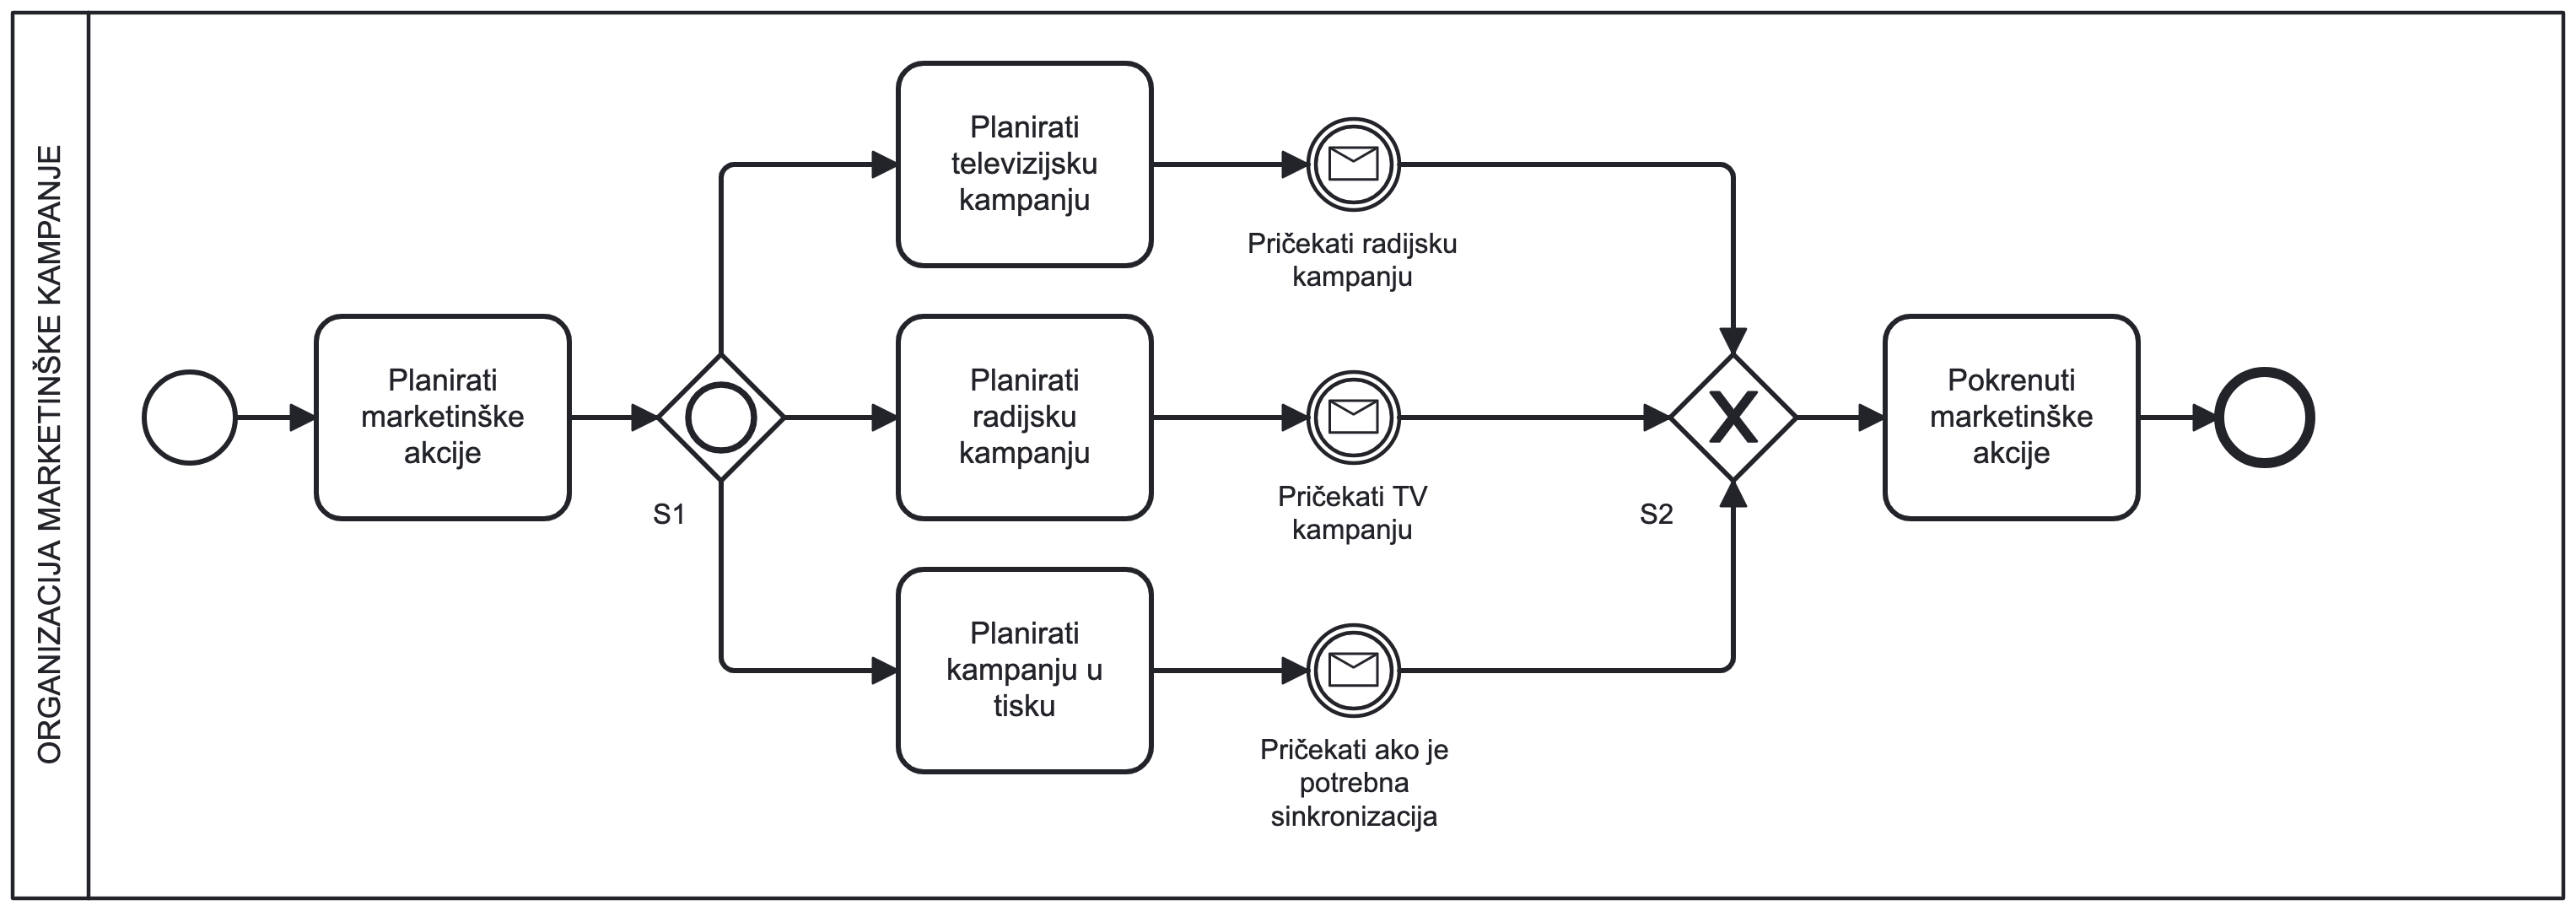 ORGANIZACIJA MARKETINŠKE KAMPANJE
Planirati
marketinške
akcije
S1
Planirati
televizijsku
kampanju
Pričekati radijsku
kampanju
Planirati
radijsku
kampanju
Pričekati TV
kampanju
Planirati
kampanju u
tisku
Pričekati ako je
potrebna
sinkronizacija
X
S2
Pokrenuti
marketinške
akcije